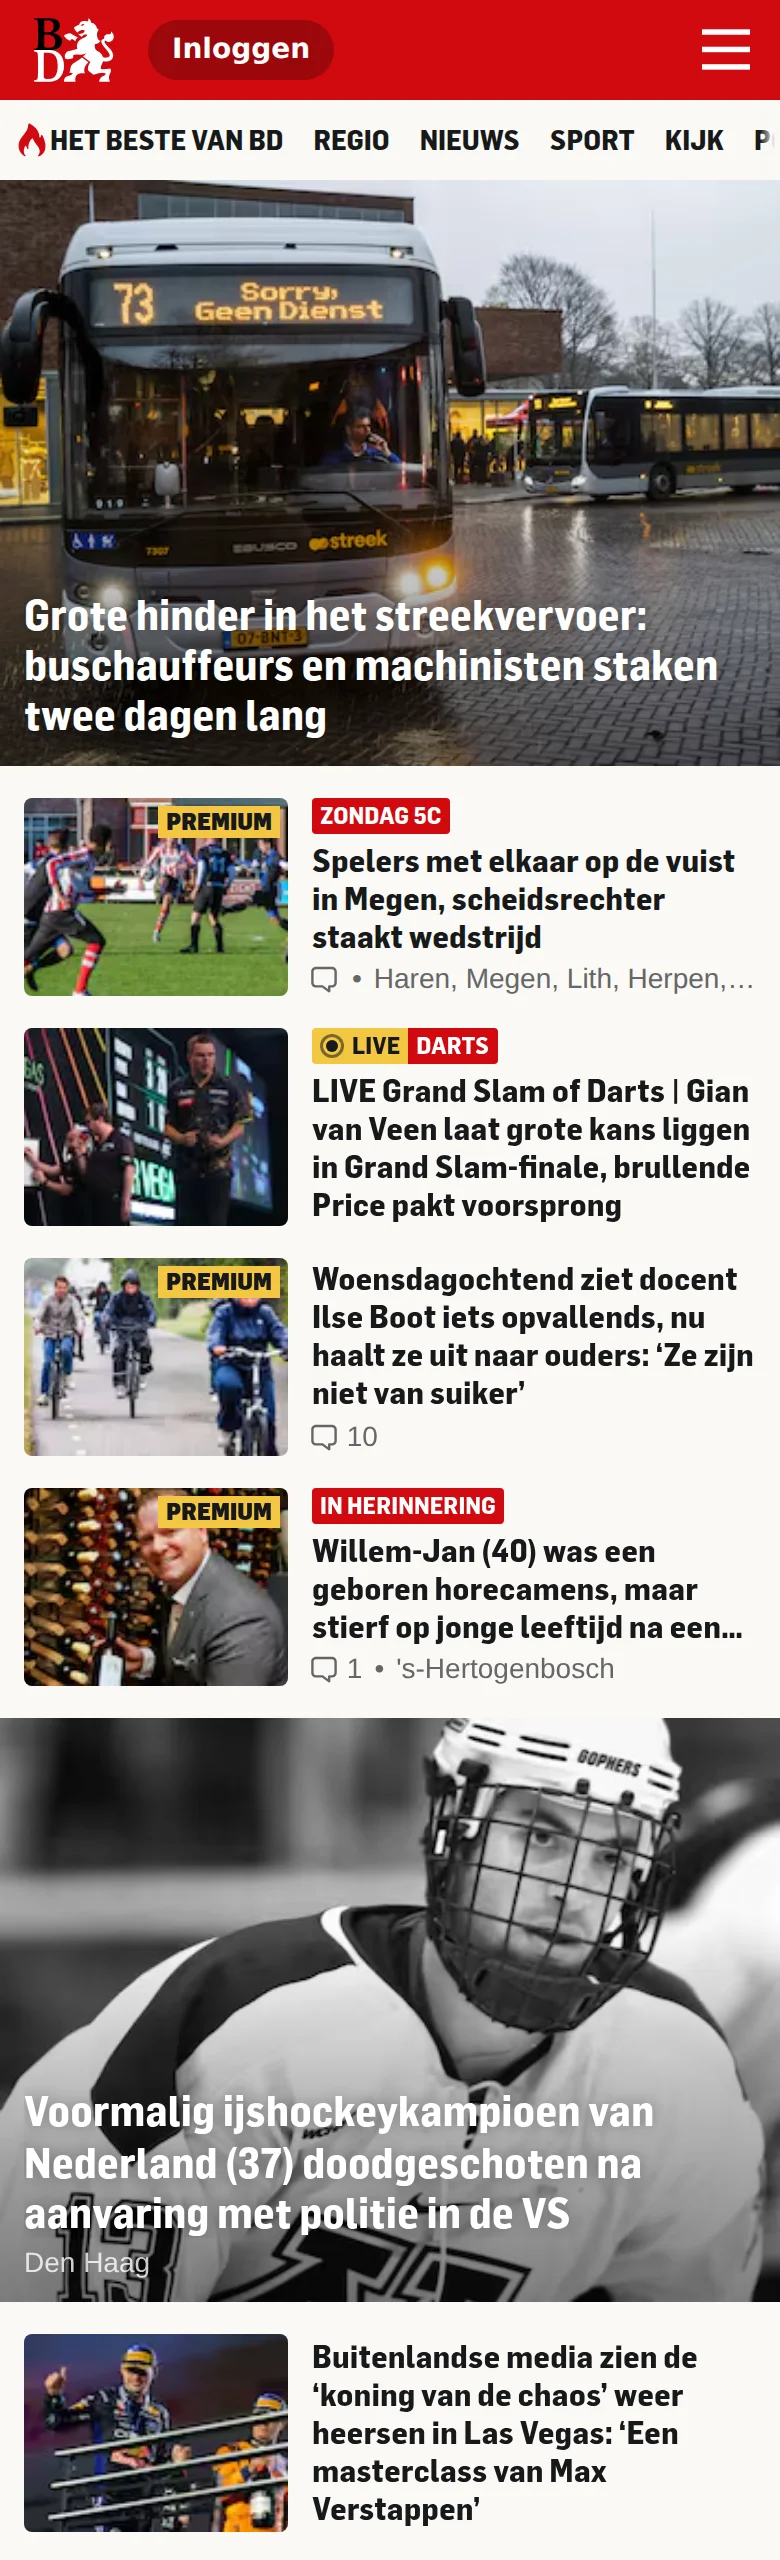 B
D
Inloggen
HET BESTE VAN BD REGIO NIEUWS SPORT KIJK
73 Sorry,
Geen Dienst
919
7307 EBUSCO streek
07-BNT-3
Grote hinder in het streekvervoer:
buschauffeurs en machinisten staken
twee dagen lang
PREMIUM
ZONDAG 5C
Spelers met elkaar op de vuist
in Megen, scheidsrechter
staakt wedstrijd
• Haren, Megen, Lith, Herpen,…
LIVE DARTS
LIVE Grand Slam of Darts | Gian
van Veen laat grote kans liggen
in Grand Slam-finale, brullende
Price pakt voorsprong
PREMIUM
Woensdagochtend ziet docent
Ilse Boot iets opvallends, nu
haalt ze uit naar ouders: ‘Ze zijn
niet van suiker’
10
PREMIUM
IN HERINNERING
Willem-Jan (40) was een
geboren horecamens, maar
stierf op jonge leeftijd na een...
1 • 's-Hertogenbosch
GOPHERS
Voormalig ijshockeykampioen van
Nederland (37) doodgeschoten na
aanvaring met politie in de VS
Den Haag
Buitenlandse media zien de
‘koning van de chaos’ weer
heersen in Las Vegas: ‘Een
masterclass van Max
Verstappen’